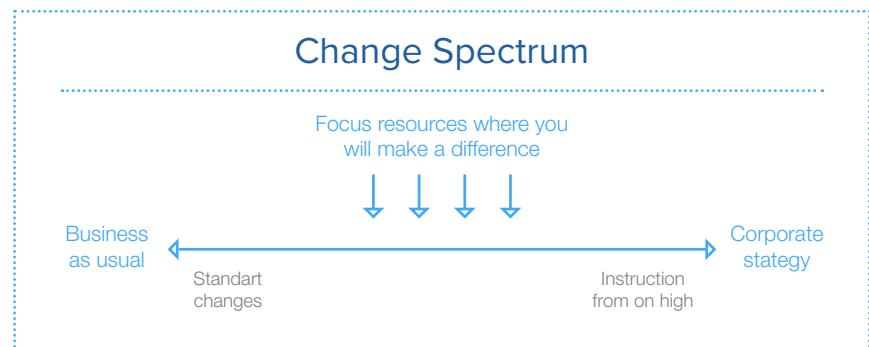 Change Spectrum
Focus resources where you
will make a difference
Business
as usual
Corporate
stategy
Standart
changes
Instruction
from on high